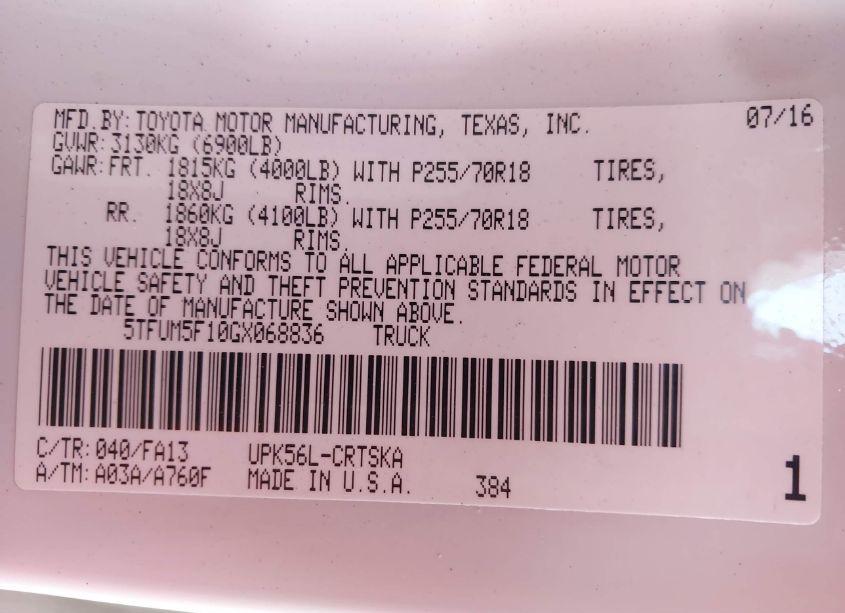 MFD. BY: TOYOTA MOTOR MANUFACTURING, TEXAS, INC. 07/16
GVWR: 3130KG (6900LB)
GAWR: FRT. 1815KG (4000LB) WITH P255/70R18 TIRES,
18X8J RIMS.
RR. 1860KG (4100LB) WITH P255/70R18 TIRES,
18X8J RIMS.
THIS VEHICLE CONFORMS TO ALL APPLICABLE FEDERAL MOTOR
VEHICLE SAFETY AND THEFT PREVENTION STANDARDS IN EFFECT ON
THE DATE OF MANUFACTURE SHOWN ABOVE.
5TFUM5F10GX068836 TRUCK
C/TR: 040/FA13 UPK56L-CRTSKA
A/TM: A03A/A760F MADE IN U.S.A. 384 1